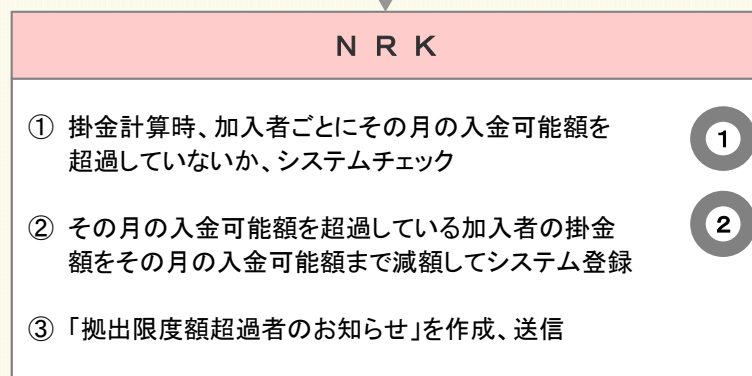 ＮＲＫ
① 掛金計算時、加入者ごとにその月の入金可能額を
超過していないか、システムチェック
1
② その月の入金可能額を超過している加入者の掛金
額をその月の入金可能額まで減額してシステム登録
2
③ 「拠出限度額超過者のお知らせ」を作成、送信